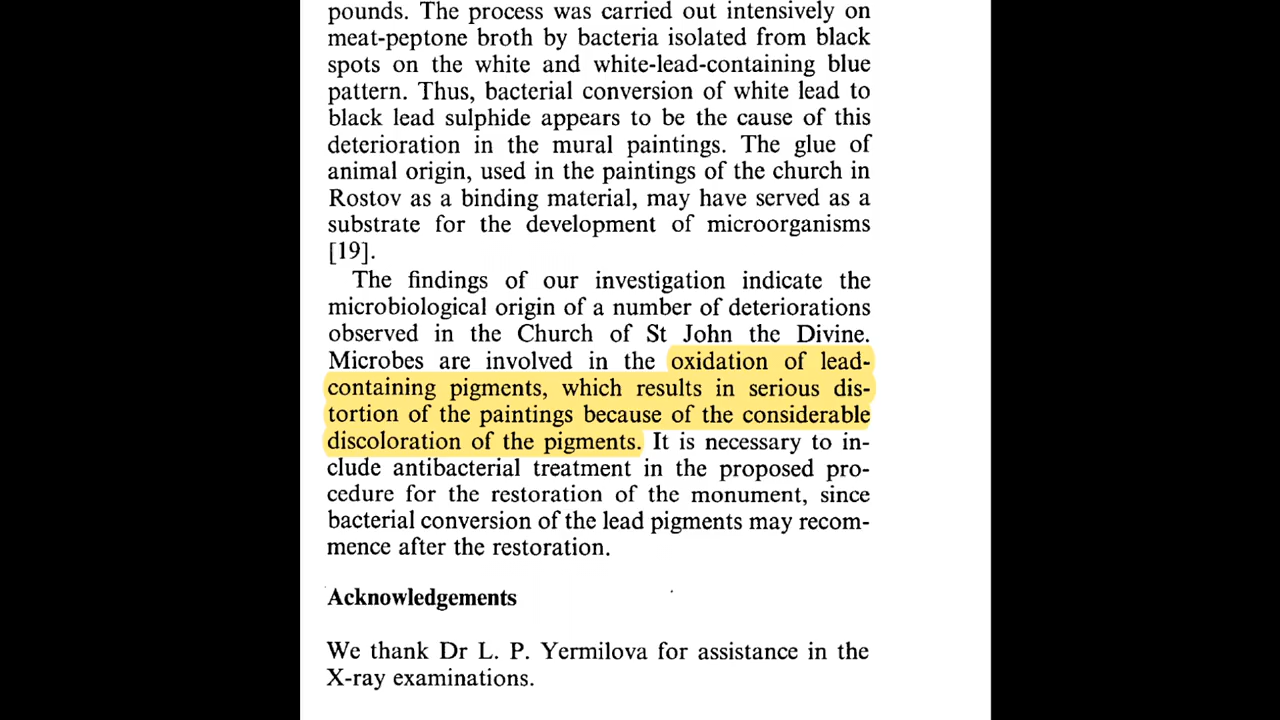 pounds. The process was carried out intensively on
meat-peptone broth by bacteria isolated from black
spots on the white and white-lead-containing blue
pattern. Thus, bacterial conversion of white lead to
black lead sulphide appears to be the cause of this
deterioration in the mural paintings. The glue of
animal origin, used in the paintings of the church in
Rostov as a binding material, may have served as a
substrate for the development of microorganisms
[19].
The findings of our investigation indicate the
microbiological origin of a number of deteriorations
observed in the Church of St John the Divine.
Microbes are involved in the oxidation of lead-
containing pigments, which results in serious dis-
tortion of the paintings because of the considerable
discoloration of the pigments. It is necessary to in-
clude antibacterial treatment in the proposed pro-
cedure for the restoration of the monument, since
bacterial conversion of the lead pigments may recom-
mence after the restoration.
Acknowledgements
We thank Dr L. P. Yermilova for assistance in the
X-ray examinations.